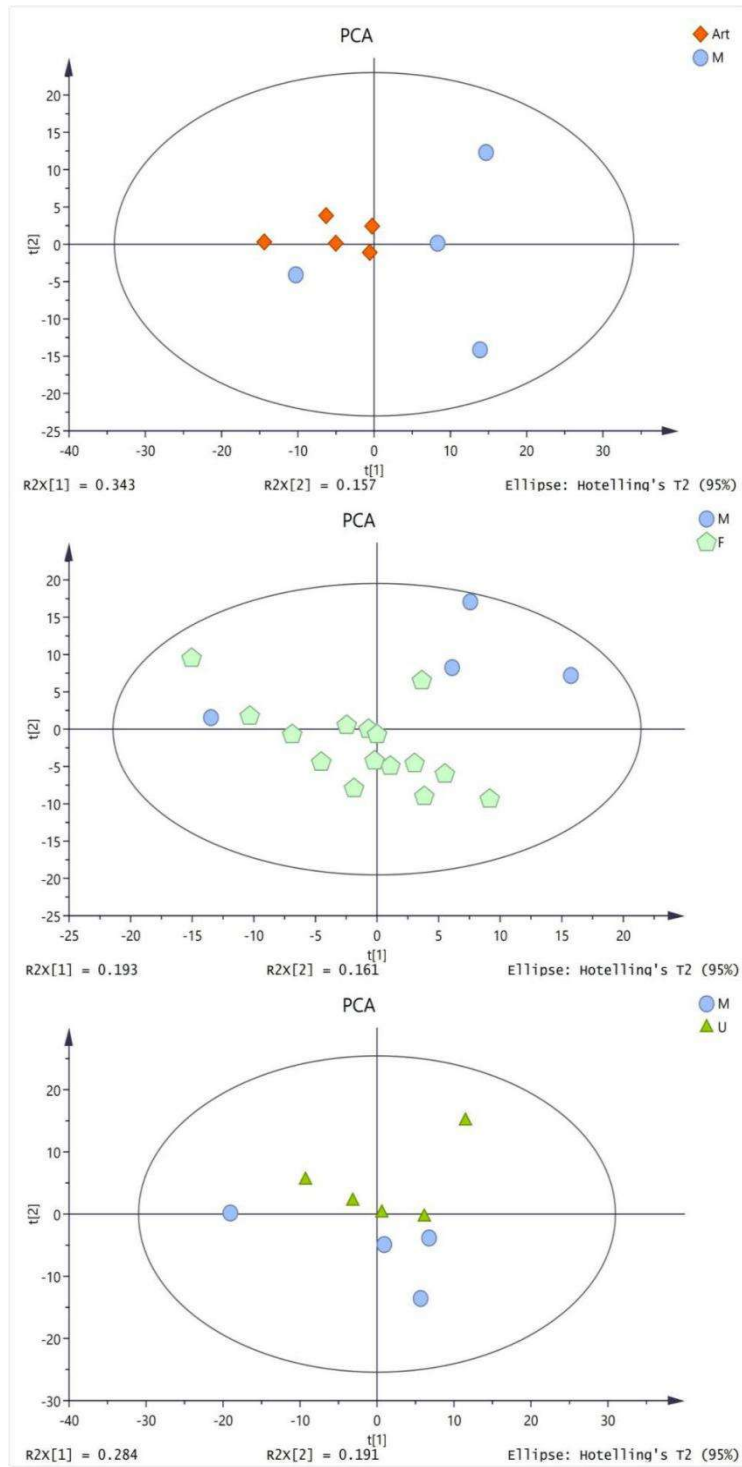 PCA
Art
M
20
15
10
5
0
-5
-10
-15
-20
-25
t[2]
-40 -30 -20 -10 0 10 20 30
t[1]
R2X[1] = 0.343 R2X[2] = 0.157 Ellipse: Hotelling's T2 (95%)
PCA
M
F
20
15
10
5
0
-5
-10
-15
-20
-25
t[2]
-25 -20 -15 -10 -5 0 5 10 15 20
t[1]
R2X[1] = 0.193 R2X[2] = 0.161 Ellipse: Hotelling's T2 (95%)
PCA
M
U
20
10
0
-10
-20
-30
t[2]
-40 -30 -20 -10 0 10 20 30
t[1]
R2X[1] = 0.284 R2X[2] = 0.191 Ellipse: Hotelling's T2 (95%)